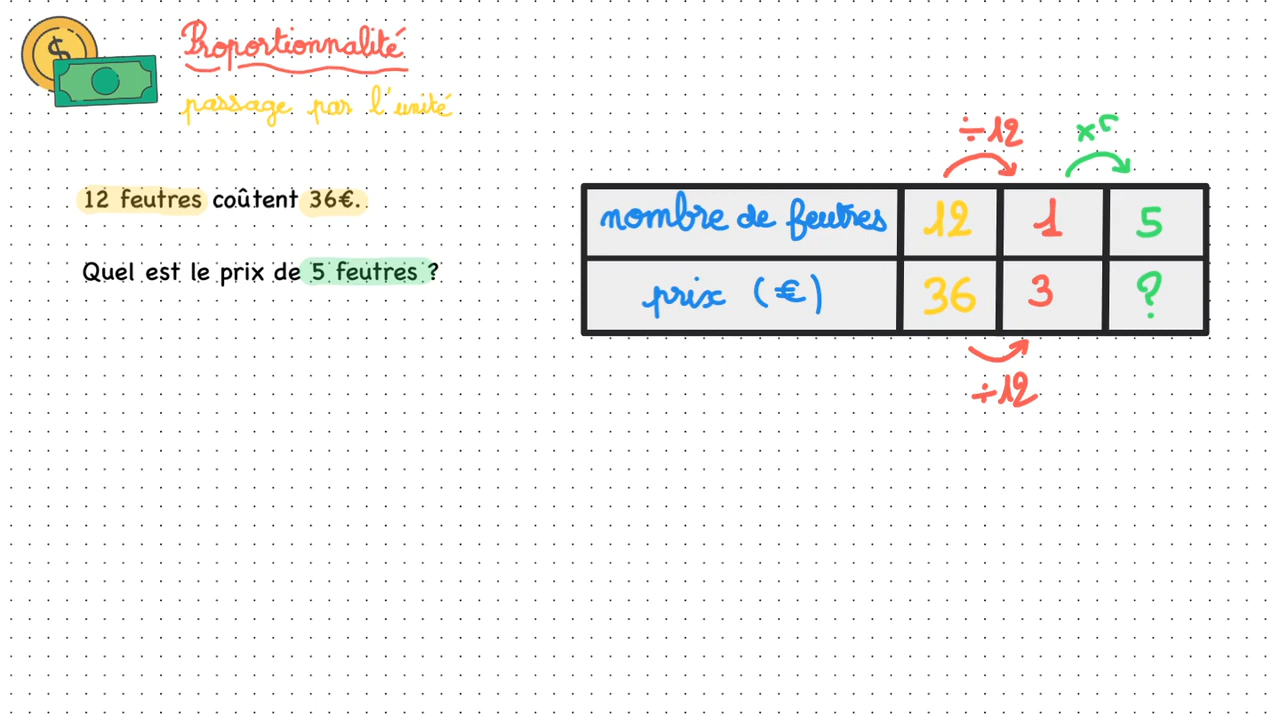 $
Proportionnalité
passage par l'unité
12 feutres coûtent 36€.
Quel est le prix de 5 feutres ?
÷12
nombre de feutres 12 1 5
prix (€) 36 3 ?
÷12